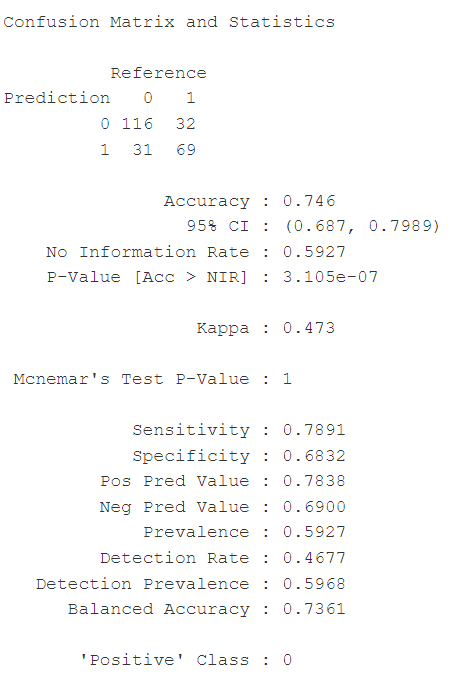 Confusion Matrix and Statistics
Reference
Prediction 0 1
0 116 32
1 31 69
Accuracy : 0.746
95% CI : (0.687, 0.7989)
No Information Rate : 0.5927
P-Value [Acc > NIR] : 3.105e-07
Kappa : 0.473
Mcnemar's Test P-Value : 1
Sensitivity : 0.7891
Specificity : 0.6832
Pos Pred Value : 0.7838
Neg Pred Value : 0.6900
Prevalence : 0.5927
Detection Rate : 0.4677
Detection Prevalence : 0.5968
Balanced Accuracy : 0.7361
'Positive' Class : 0